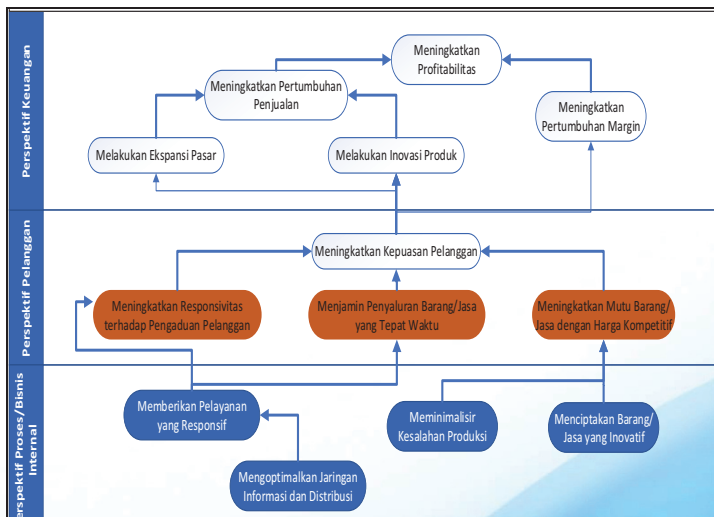 Perspektif Keuangan
Meningkatkan
Profitabilitas
Meningkatkan Pertumbuhan
Penjualan
Meningkatkan
Pertumbuhan Margin
Melakukan Ekspansi Pasar
Melakukan Inovasi Produk
Perspektif Pelanggan
Meningkatkan Kepuasan Pelanggan
Meningkatkan Responsivitas
terhadap Pengaduan Pelanggan
Menjamin Penyaluran Barang/Jasa
yang Tepat Waktu
Meningkatkan Mutu Barang/
Jasa dengan Harga Kompetitif
Perspektif Proses/Bisnis
Internal
Memberikan Pelayanan
yang Responsif
Meminimalisir
Kesalahan Produksi
Menciptakan Barang/
Jasa yang Inovatif
Mengoptimalkan Jaringan
Informasi dan Distribusi